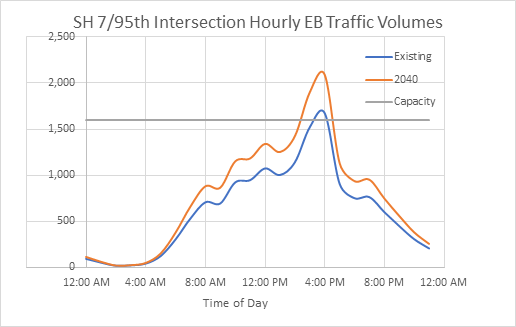 SH 7/95th Intersection Hourly EB Traffic Volumes
2,500
2,000
1,500
1,000
500
0
Existing
2040
Capacity
12:00 AM 4:00 AM 8:00 AM 12:00 PM 4:00 PM 8:00 PM 12:00 AM
Time of Day